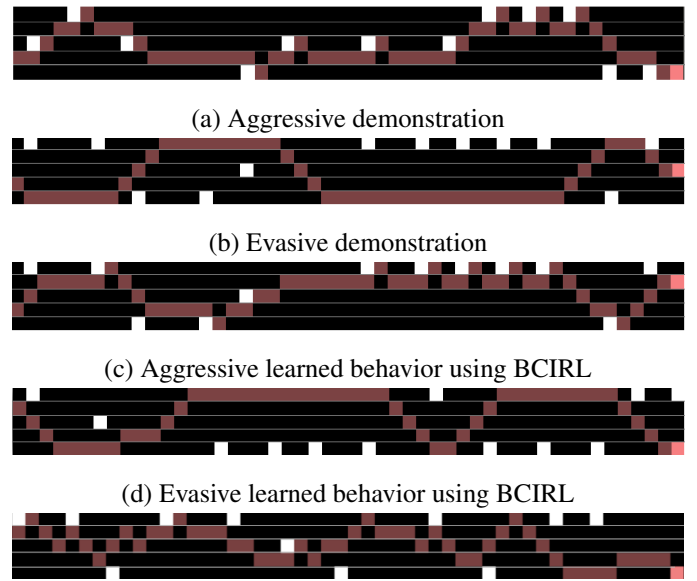 (a) Aggressive demonstration
(b) Evasive demonstration
(c) Aggressive learned behavior using BCIRL
(d) Evasive learned behavior using BCIRL